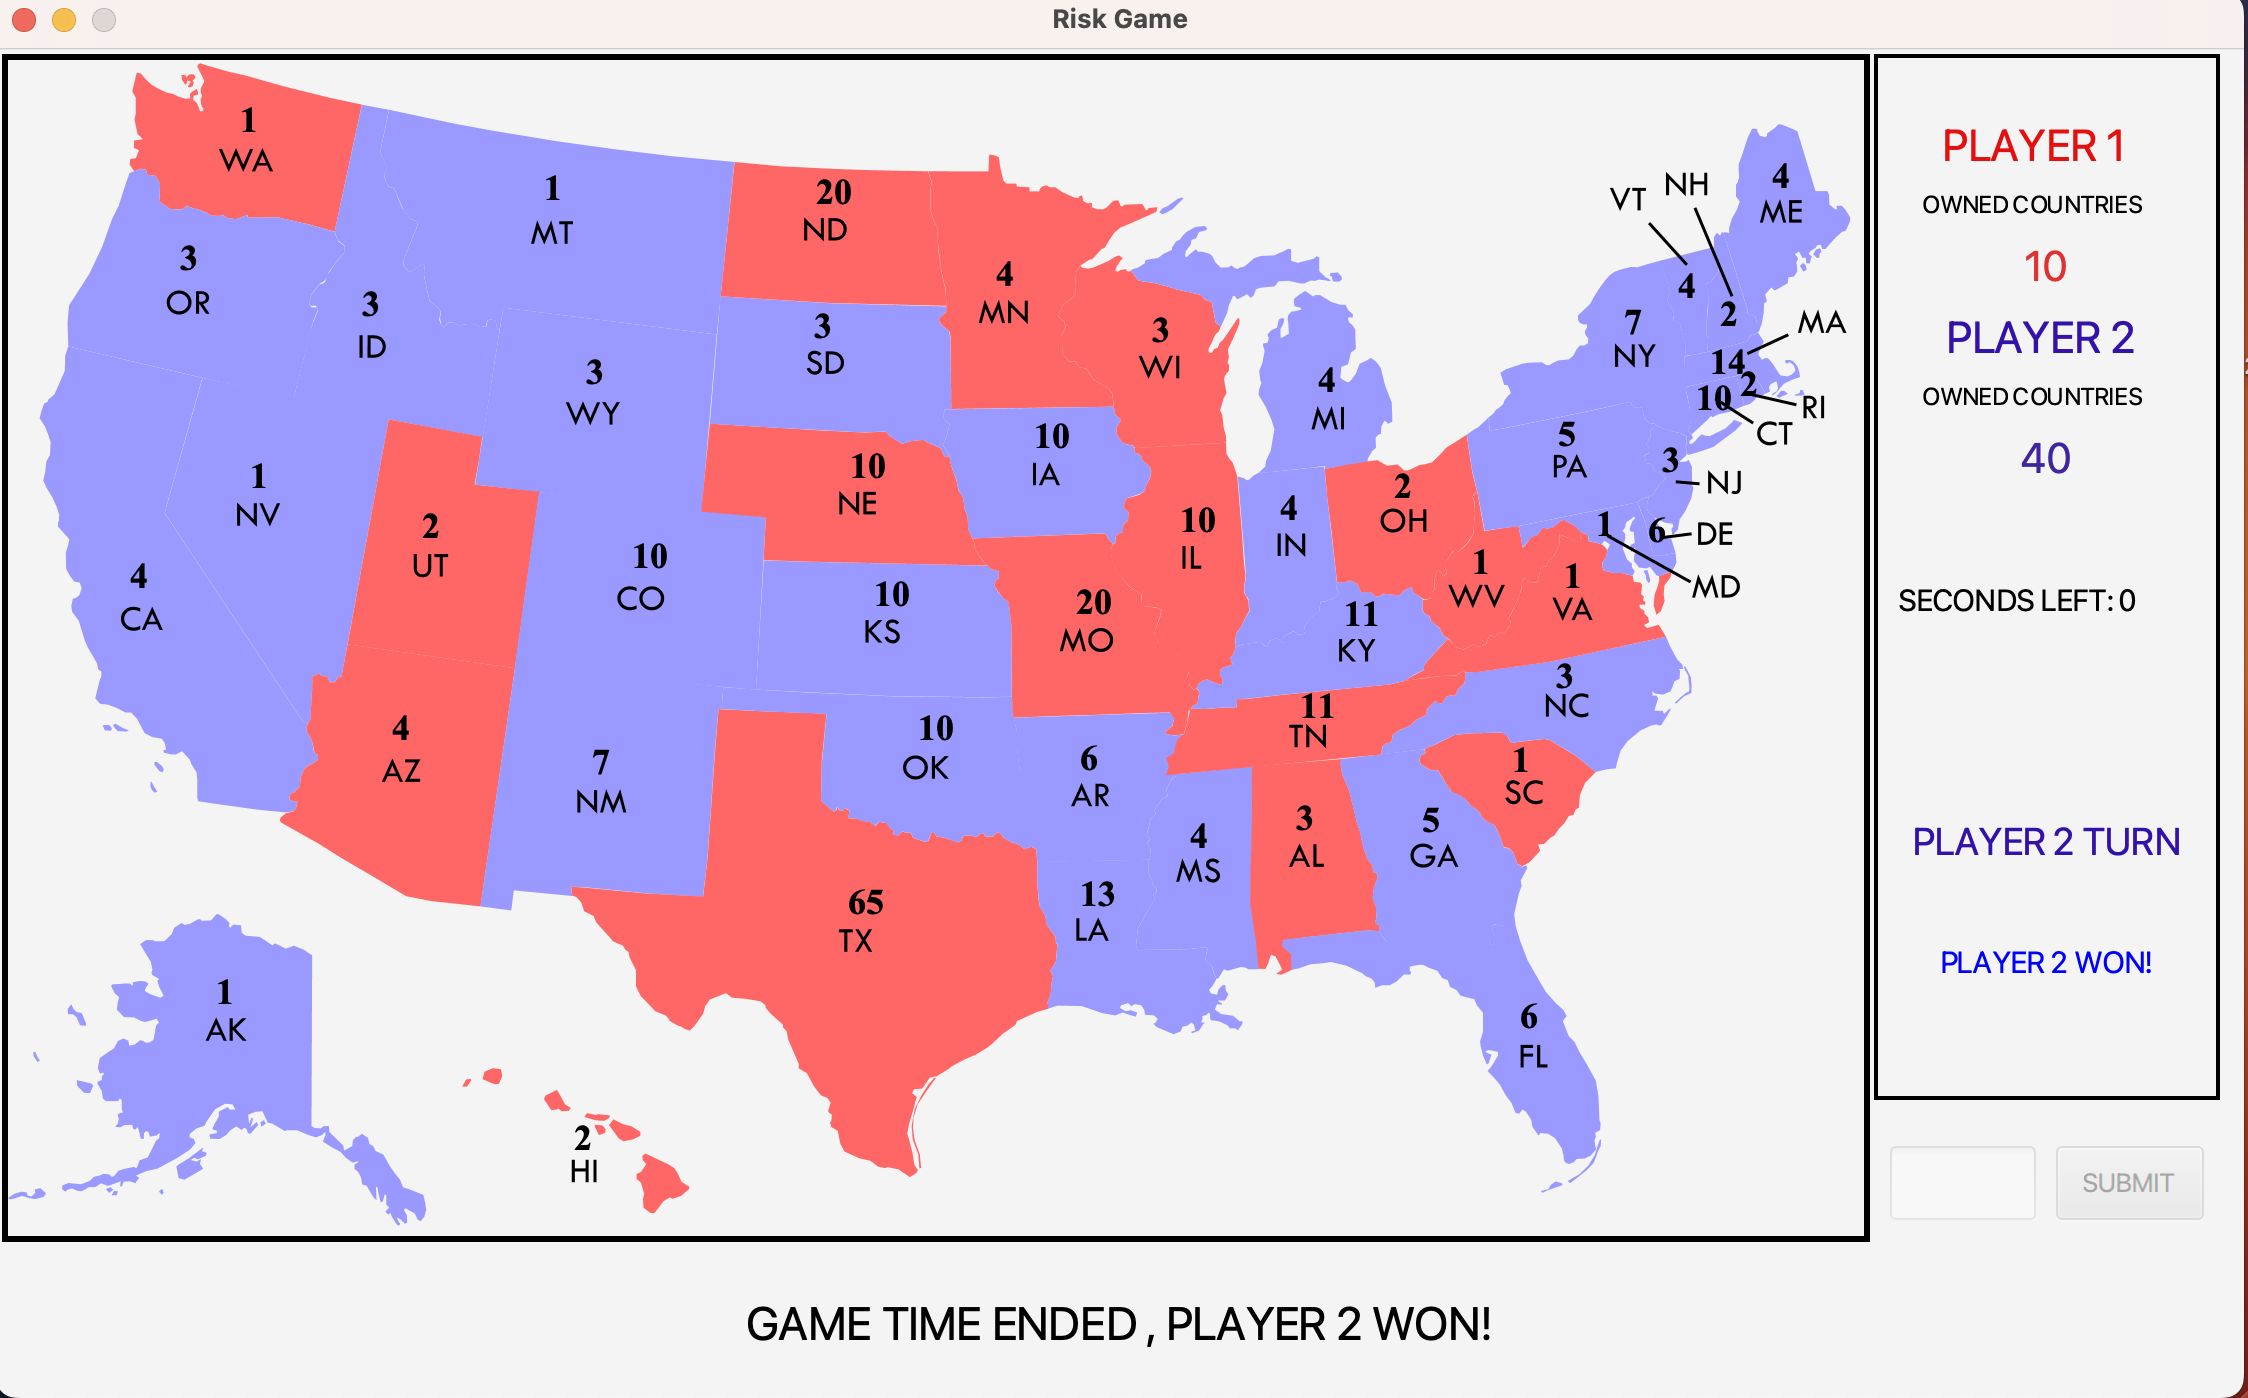 Risk Game
1
WA
1
MT
20
ND
4
MN
3
OR
3
ID
3
WY
3
SD
3
WI
4
MI
VT
NH
4
ME
4
2
7
NY
MA
14
2
10
RI
CT
5
PA
3
NJ
1
6
DE
MD
1
NV
4
CA
2
UT
10
CO
10
NE
10
IA
10
IL
4
IN
2
OH
1
WV
1
VA
10
KS
20
MO
11
KY
3
NC
11
TN
4
AZ
7
NM
10
OK
6
AR
1
SC
65
TX
13
LA
4
MS
3
AL
5
GA
6
FL
1
AK
2
HI
PLAYER 1
OWNED COUNTRIES
10
PLAYER 2
OWNED COUNTRIES
40
SECONDS LEFT: 0
PLAYER 2 TURN
PLAYER 2 WON!
SUBMIT
GAME TIME ENDED , PLAYER 2 WON!